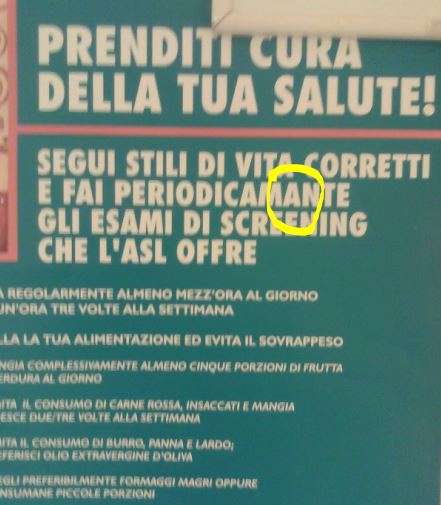 PRENDITI CURA
DELLA TUA SALUTE!
SEGUI STILI DI VITA CORRETTI
E FAI PERIODICAMANTE
GLI ESAMI DI SCREENING
CHE L'ASL OFFRE
A REGOLARMENTE ALMENO MEZZ'ORA AL GIORNO
UN'ORA TRE VOLTE ALLA SETTIMANA
LLA LA TUA ALIMENTAZIONE ED EVITA IL SOVRAPPESO
NGIA COMPLESSIVAMENTE ALMENO CINQUE PORZIONI DI FRUTTA
ERDURA AL GIORNO
ITA IL CONSUMO DI CARNE ROSSA, INSACCATI E MANGIA
ESCE DUE/TRE VOLTE ALLA SETTIMANA
ITA IL CONSUMO DI BURRO, PANNA E LARDO;
EFERISCI OLIO EXTRAVERGINE D'OLIVA
EGLI PREFERIBILMENTE FORMAGGI MAGRI OPPURE
NSUMANE PICCOLE PORZIONI